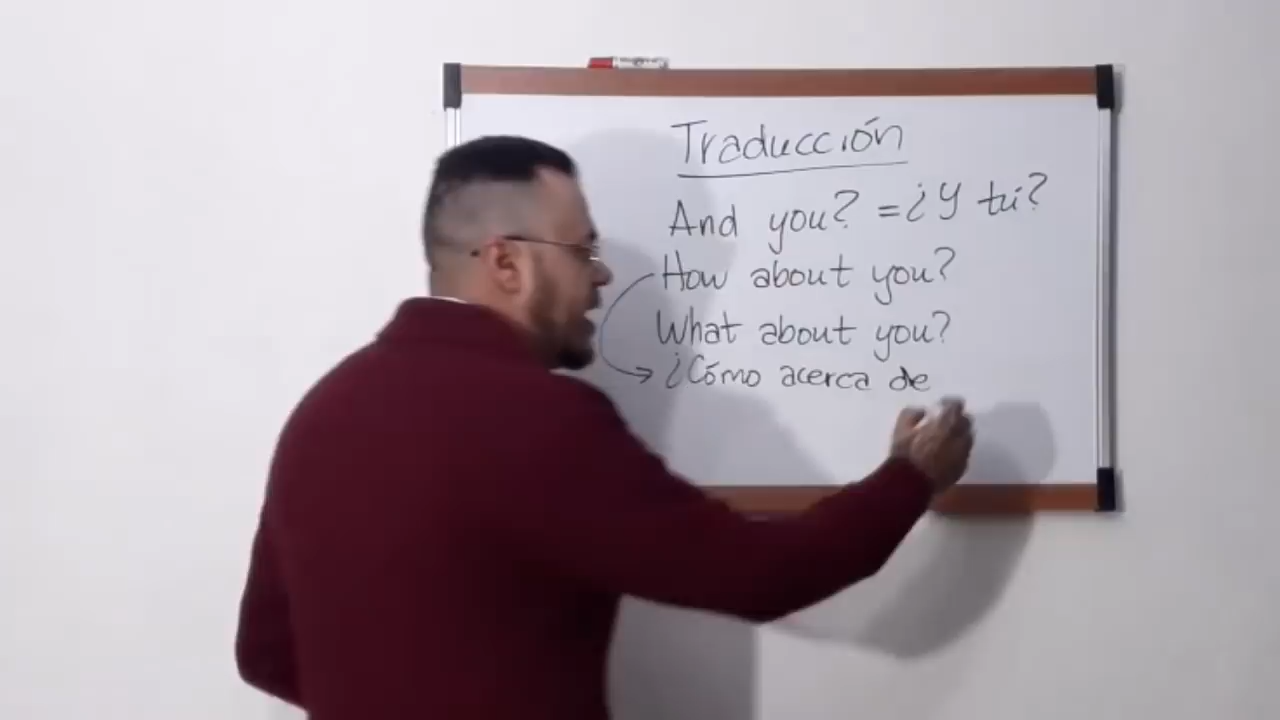 Traducción
And you? = ¿Y tú?
How about you?
What about you?
¿Cómo acerca de